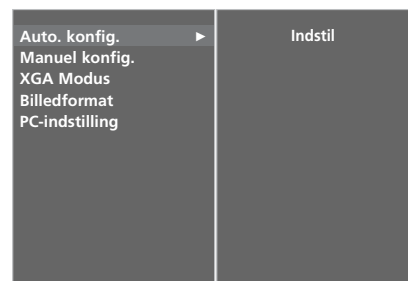 Auto. konfig. ►
Indstil
Manuel konfig.
XGA Modus
Billedformat
PC-indstilling